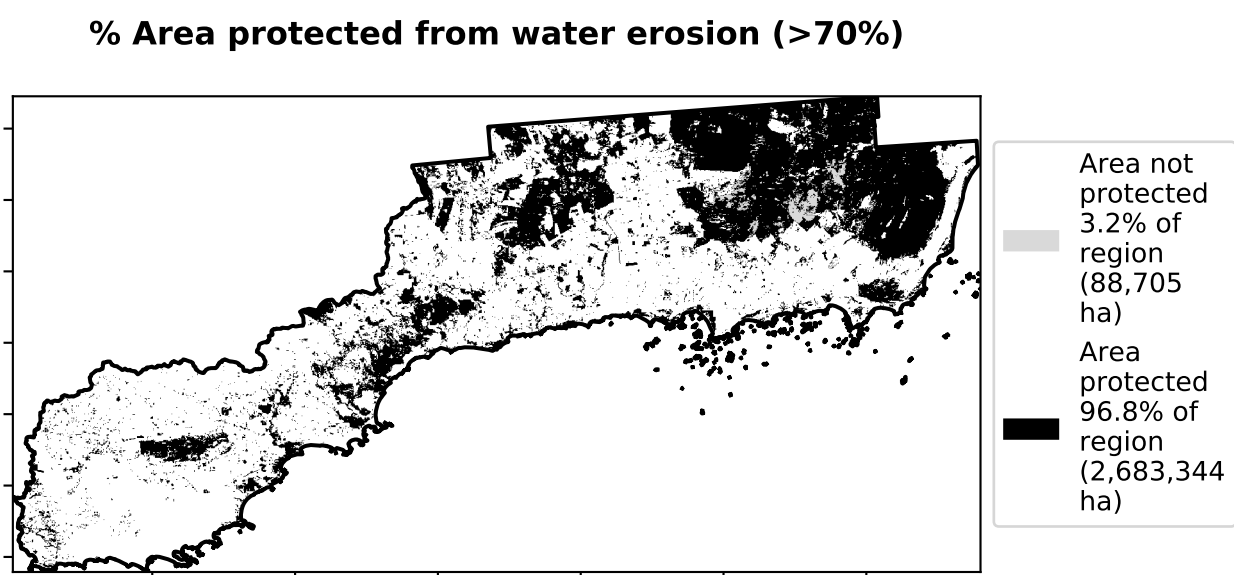 % Area protected from water erosion (>70%)
Area not
protected
3.2% of
region
(88,705
ha)
Area
protected
96.8% of
region
(2,683,344
ha)